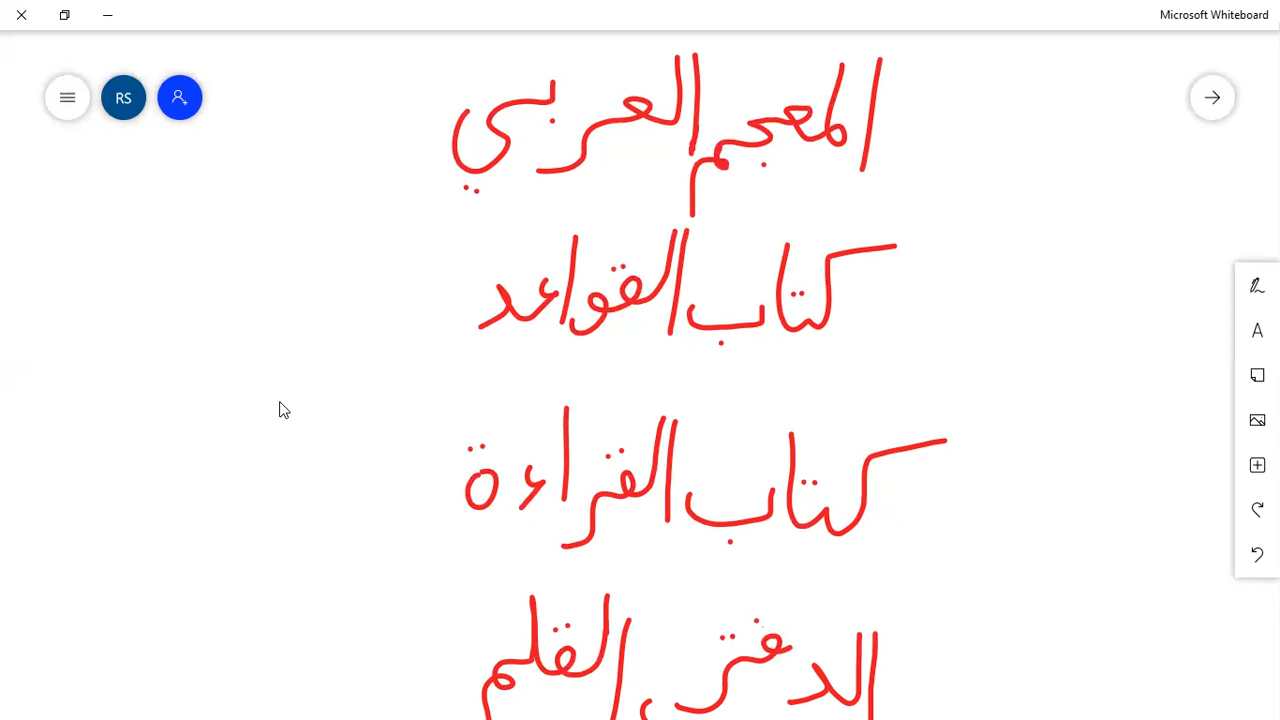 Microsoft Whiteboard
RS
المعجم العربي
كتاب القواعد
كتاب القراءة
الدفتر القلم
A